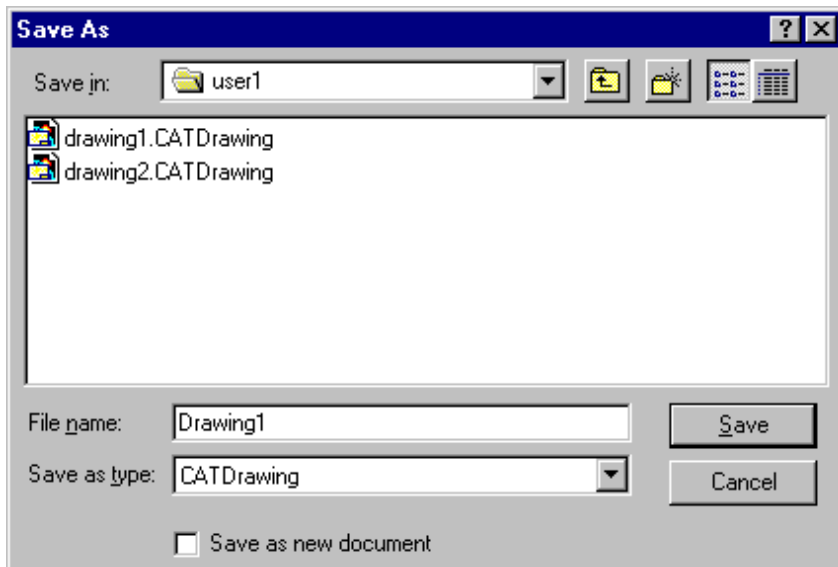 Save As
Save in: user1
drawing1.CATDrawing
drawing2.CATDrawing
File name: Drawing1 Save
Save as type: CATDrawing Cancel
Save as new document